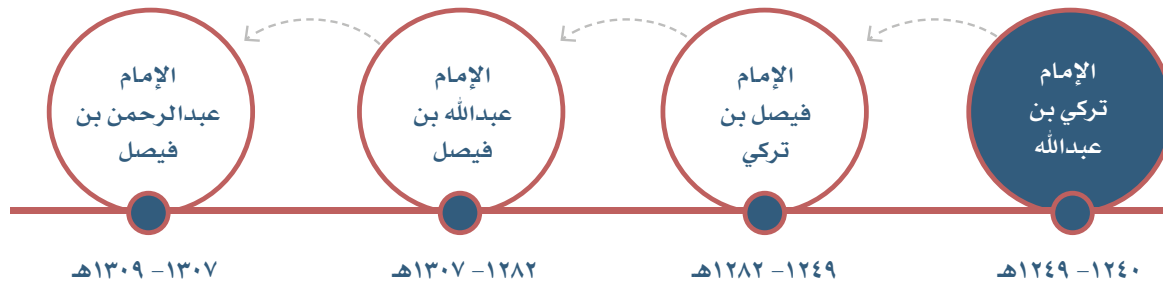 الإمام
تركي بن
عبدالله
الإمام
فيصل بن
تركي
الإمام
عبدالله بن
فيصل
الإمام
عبدالرحمن بن
فيصل
١٢٤٠– ١٢٤٩هـ
١٢٤٩– ١٢٨٢هـ
١٢٨٢– ١٣٠٧هـ
١٣٠٧– ١٣٠٩هـ